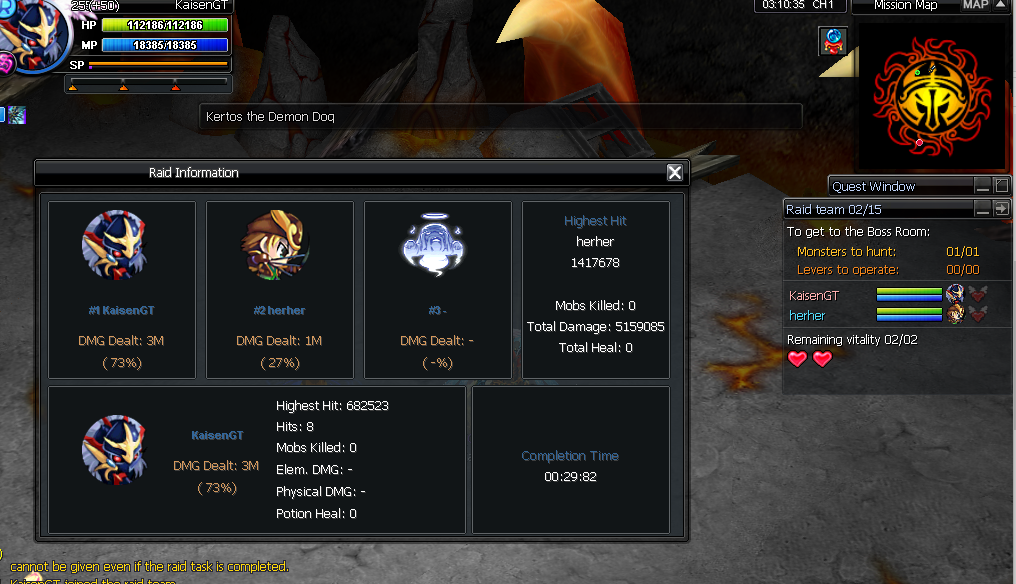 KaisenGT
03:10:35 CH1
Mission Map
MAP
HP 112186/112186
MP 18385/18385
SP
Kertos the Demon Dog
Raid Information
#1 KaisenGT
DMG Dealt: 3M
( 73%)
#2 herher
DMG Dealt: 1M
( 27%)
#3 -
DMG Dealt: -
( -%)
Highest Hit
herher
1417678
Mobs Killed: 0
Total Damage: 5159085
Total Heal: 0
KaisenGT
DMG Dealt: 3M
( 73%)
Highest Hit: 682523
Hits: 8
Mobs Killed: 0
Elem. DMG: -
Physical DMG: -
Potion Heal: 0
Completion Time
00:29:82
Quest Window
Raid team 02/15
To get to the Boss Room:
Monsters to hunt: 01/01
Levers to operate: 00/00
KaisenGT
herher
Remaining vitality 02/02
cannot be given even if the raid task is completed.
KaisenGT joined the raid team.